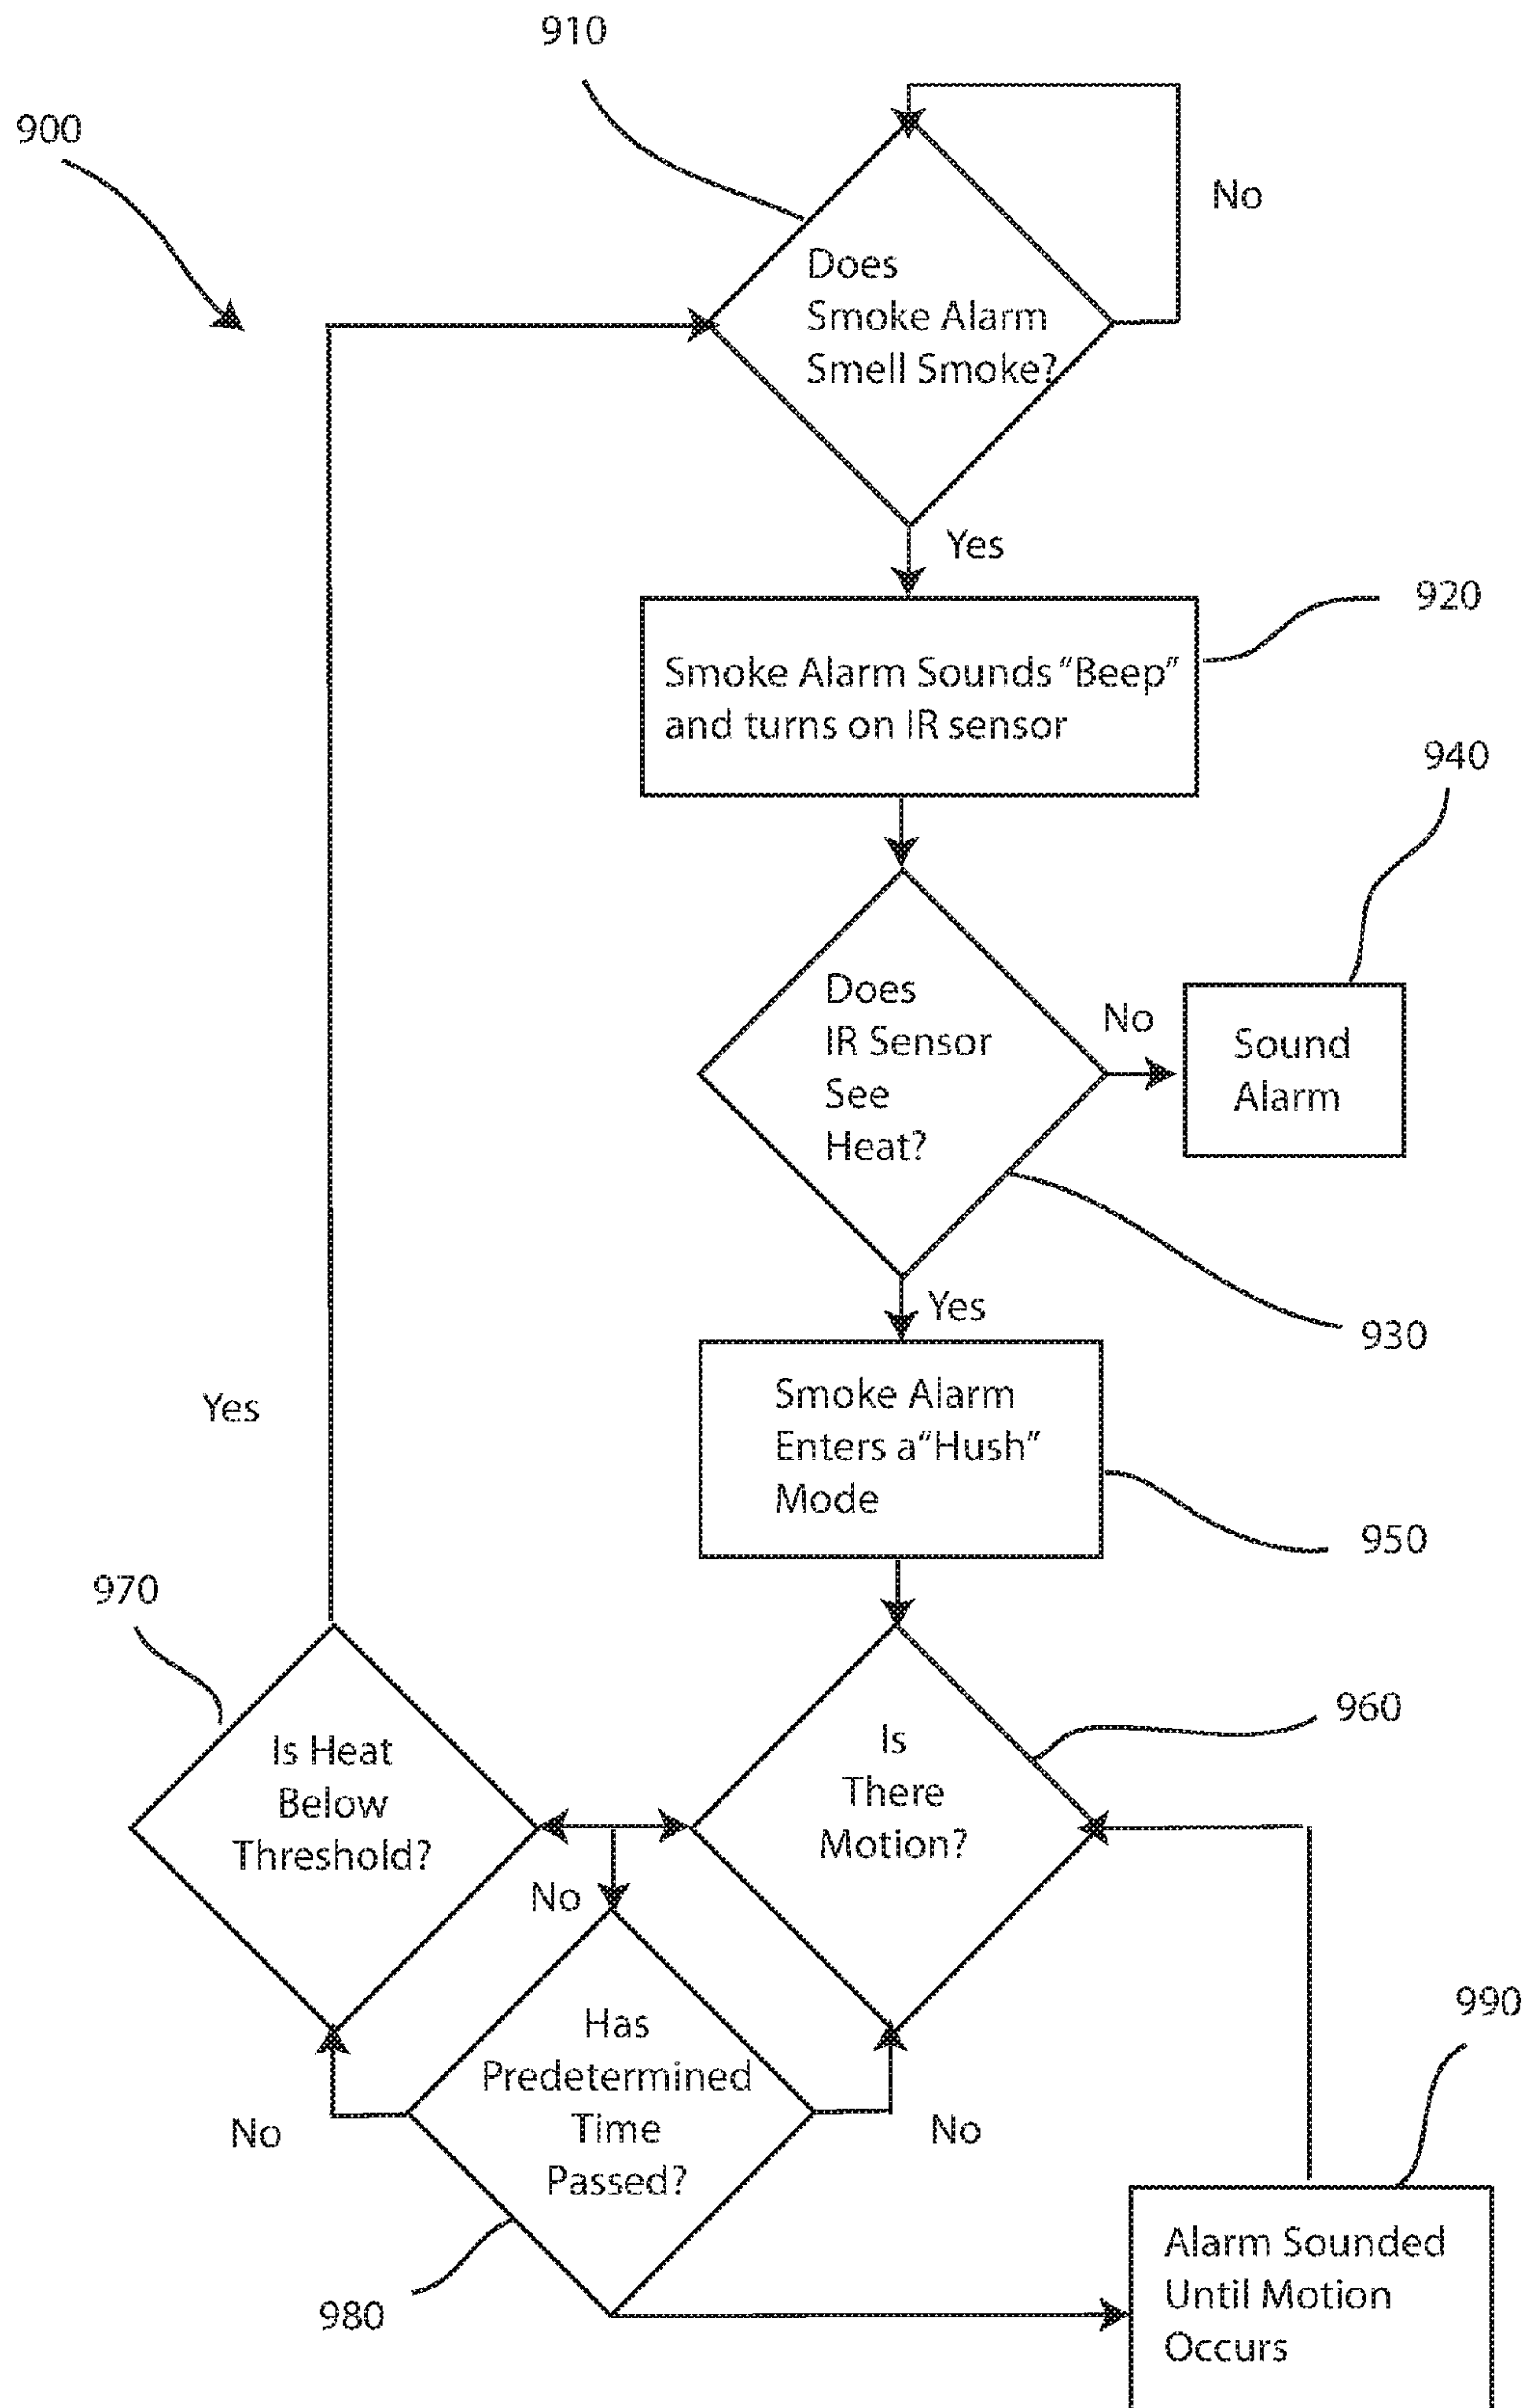 910
900
No
Does
Smoke Alarm
Smell Smoke?
Yes
920
Smoke Alarm Sounds "Beep"
and turns on IR sensor
940
Does
IR Sensor
See
Heat?
No
Sound
Alarm
Yes
930
Smoke Alarm
Enters a "Hush"
Mode
Yes
950
970
960
Is Heat
Below
Threshold?
Is
There
Motion?
No
990
Has
Predetermined
Time
Passed?
No
No
980
Alarm Sounded
Until Motion
Occurs